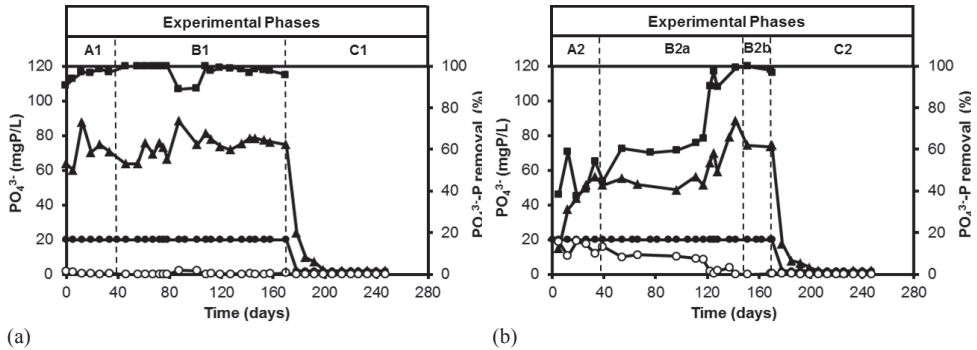 Experimental Phases
A1 B1 C1
120 100
100 80
80 60
60 40
40 20
20 0
0
PO₄³⁻ (mgP/L)
PO₄³-P removal (%)
0 40 80 120 160 200 240 280
Time (days)
(a)
Experimental Phases
A2 B2a B2b C2
120 100
100 80
80 60
60 40
40 20
20 0
0
PO₄³⁻ (mgP/L)
PO₄³-P removal (%)
0 40 80 120 160 200 240 280
Time (days)
(b)